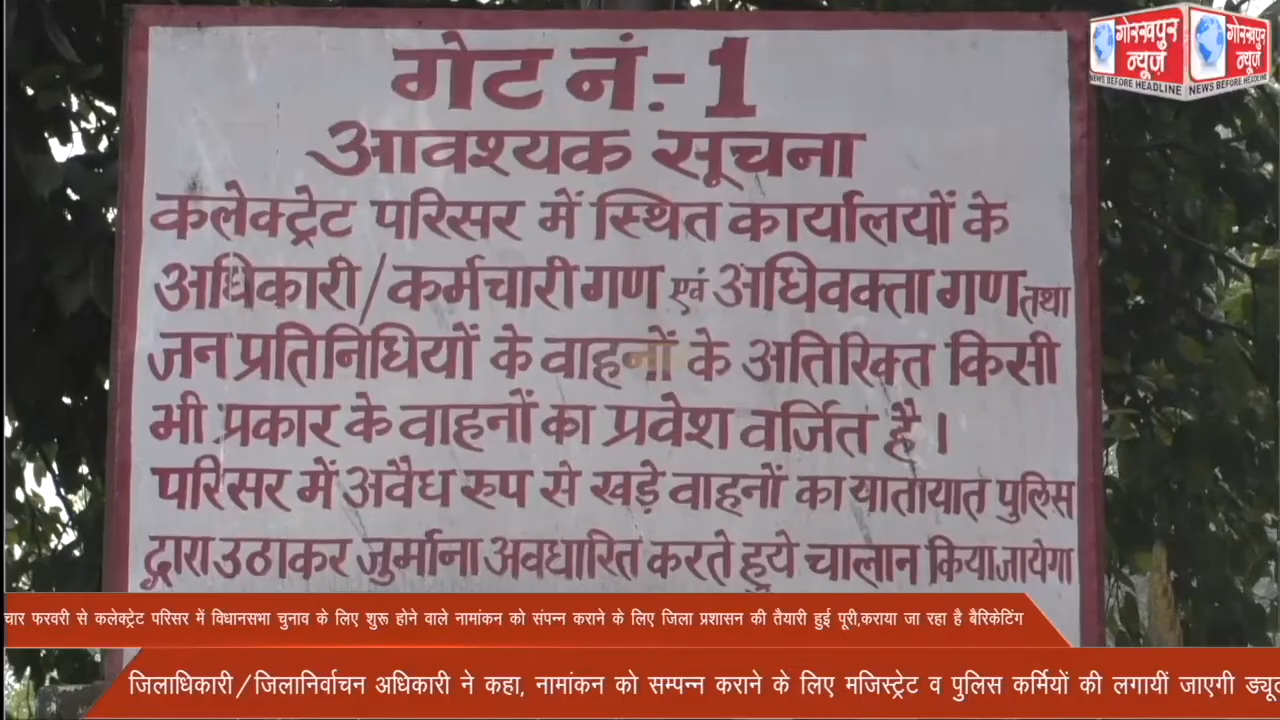 गेट नं:- 1
आवश्यक सूचना
कलेक्ट्रेट परिसर में स्थित कार्यालयों के
अधिकारी/कर्मचारी गण एवं अधिवक्ता गण तथा
जन प्रतिनिधियों के वाहनों के अतिरिक्त किसी
भी प्रकार के वाहनों का प्रवेश वर्जित है।
परिसर में अवैध रुप से खड़े वाहनों का यातायात पुलिस
द्वारा उठाकर जुर्माना अवधारित करते हुये चालान किया जायेगा
गोरखपुर न्यूज़
NEWS BEFORE HEADLINE
गोरखपुर न्यूज़
NEWS BEFORE HEADLINE
चार फरवरी से कलेक्ट्रेट परिसर में विधानसभा चुनाव के लिए शुरू होने वाले नामांकन को संपन्न कराने के लिए जिला प्रशासन की तैयारी हुई पूरी,कराया जा रहा है बैरिकेटिंग
जिलाधिकारी/जिलानिर्वाचन अधिकारी ने कहा, नामांकन को सम्पन्न कराने के लिए मजिस्ट्रेट व पुलिस कर्मियों की लगायीं जाएगी